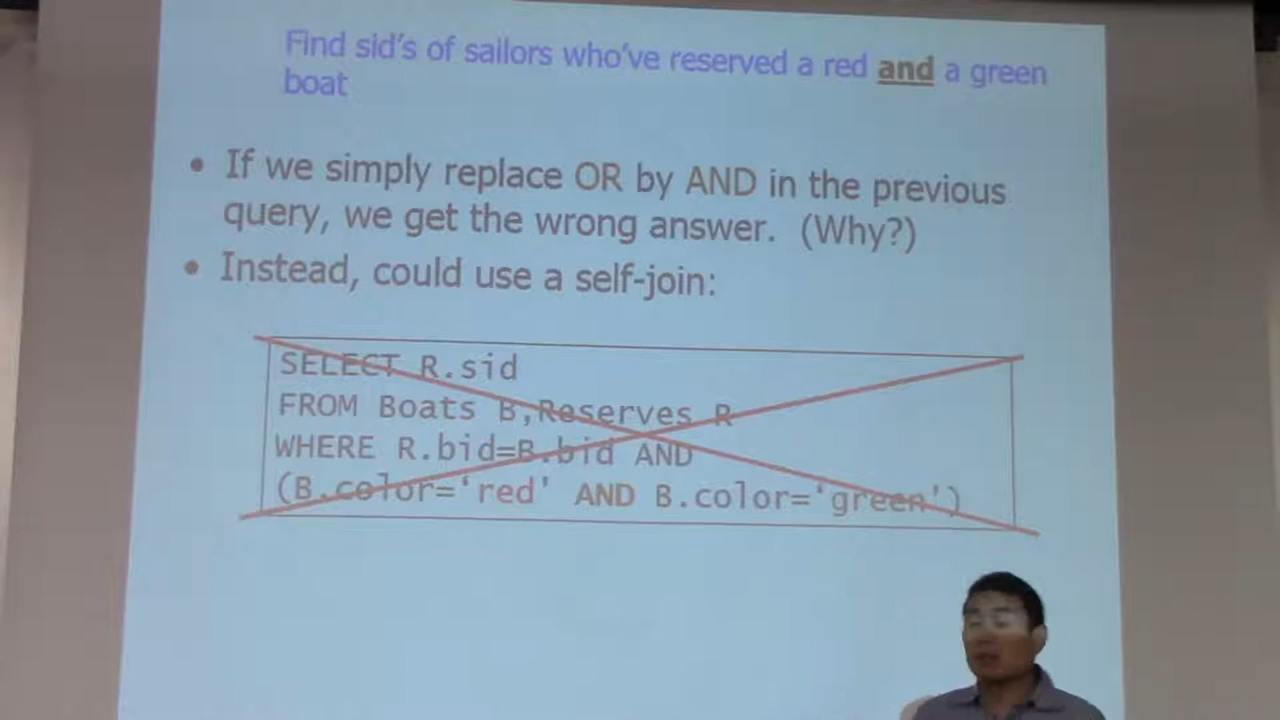 Find sid's of sailors who've reserved a red and a green
boat
• If we simply replace OR by AND in the previous
query, we get the wrong answer. (Why?)
• Instead, could use a self-join:
SELECT R.sid
FROM Boats B,Reserves R
WHERE R.bid=B.bid AND
(B.color=‘red' AND B.color=‘green')